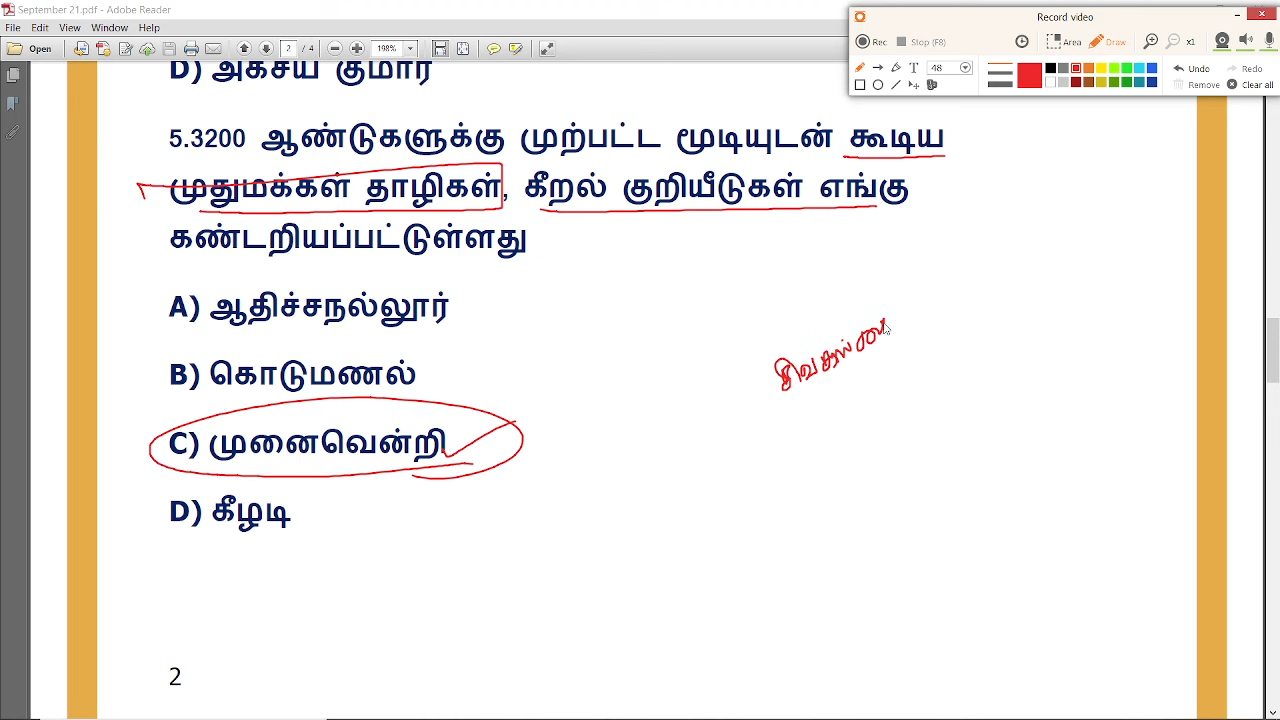 September 21.pdf - Adobe Reader
File Edit View Window Help
Open 2 / 4 198%
Record video
Rec Stop (F8) Area Draw x1
T 48 Undo Redo
Remove Clear all
D) அக்சய் குமார்
5.3200 ஆண்டுகளுக்கு முற்பட்ட மூடியுடன் கூடிய
முதுமக்கள் தாழிகள், கீறல் குறியீடுகள் எங்கு
கண்டறியப்பட்டுள்ளது
A) ஆதிச்சநல்லூர்
B) கொடுமணல்
C) முனைவென்றி
D) கீழடி
2